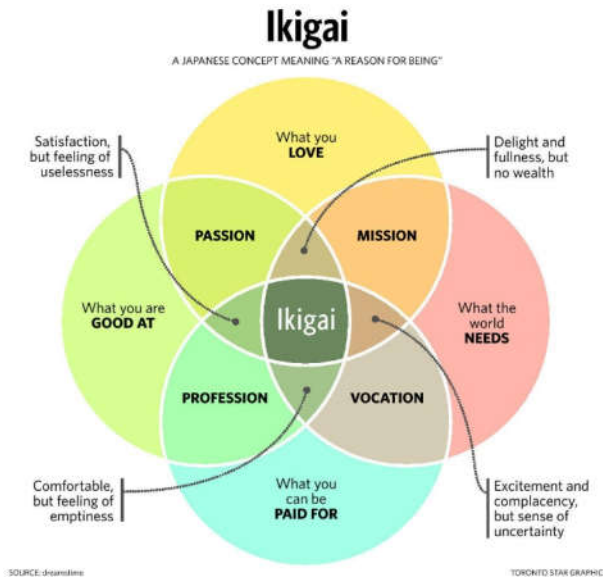 Ikigai
A JAPANESE CONCEPT MEANING "A REASON FOR BEING"
What you
LOVE
Satisfaction,
but feeling of
uselessness
Delight and
fullness, but
no wealth
PASSION
MISSION
What you are
GOOD AT
Ikigai
What the
world
NEEDS
PROFESSION
VOCATION
What you
can be
PAID FOR
Comfortable,
but feeling of
emptiness
Excitement and
complacency,
but sense of
uncertainty
SOURCE: dreamstime
TORONTO STAR GRAPHIC